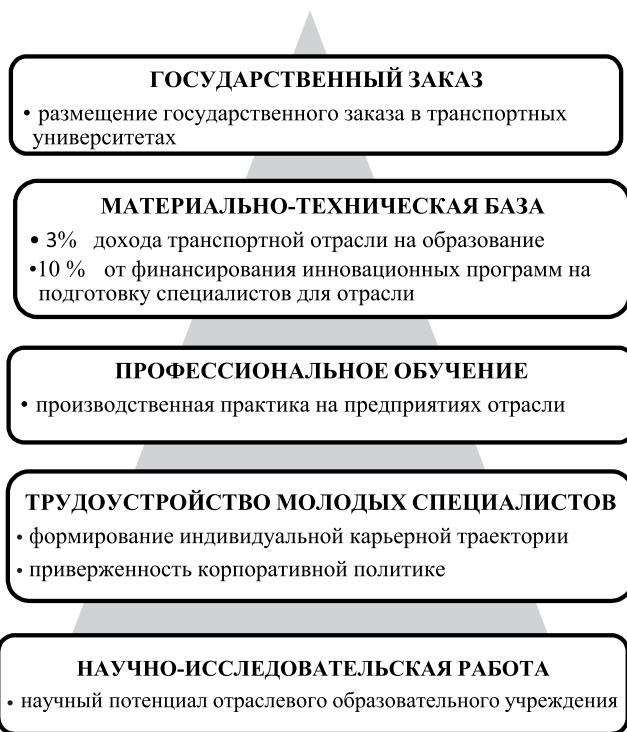 ГОСУДАРСТВЕННЫЙ ЗАКАЗ
• размещение государственного заказа в транспортных
университетах
МАТЕРИАЛЬНО-ТЕХНИЧЕСКАЯ БАЗА
• 3% дохода транспортной отрасли на образование
•10 % от финансирования инновационных программ на
подготовку специалистов для отрасли
ПРОФЕССИОНАЛЬНОЕ ОБУЧЕНИЕ
• производственная практика на предприятиях отрасли
ТРУДОУСТРОЙСТВО МОЛОДЫХ СПЕЦИАЛИСТОВ
• формирование индивидуальной карьерной траектории
• приверженность корпоративной политике
НАУЧНО-ИССЛЕДОВАТЕЛЬСКАЯ РАБОТА
• научный потенциал отраслевого образовательного учреждения